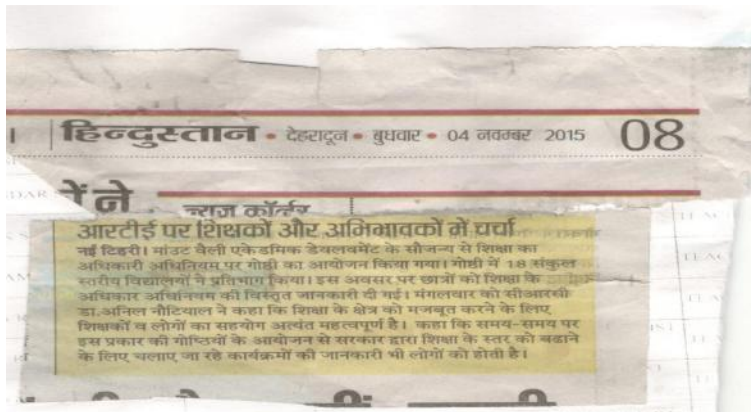 हिन्दुस्तान • देहरादून • बुधवार • 04 नवम्बर 2015 08
ों ने
न्यूज कॉर्नर
आरटीई पर शिक्षकों और अभिभावकों में चर्चा
नई टिहरी। मांउट वैली एकेडमिक डेवलवमेंट के सौजन्य से शिक्षा का
अधिकारी अधिनियम पर गोष्ठी का आयोजन किया गया। गोष्ठी में 18 संकुल
स्तरीय विद्यालयों ने प्रतिभाग किया। इस अवसर पर छात्रों को शिक्षा के
अधिकार अधिनियम की विस्तृत जानकारी दी गई। मंगलवार को सीआरसी
डा.अनिल नौटियाल ने कहा कि शिक्षा के क्षेत्र को मजबूत करने के लिए
शिक्षकों व लोगों का सहयोग अत्यंत महत्वपूर्ण है। कहा कि समय-समय पर
इस प्रकार की गोष्ठियों के आयोजन से सरकार द्वारा शिक्षा के स्तर को बढाने
के लिए चलाए जा रहे कार्यक्रमों की जानकारी भी लोगों को होती है।